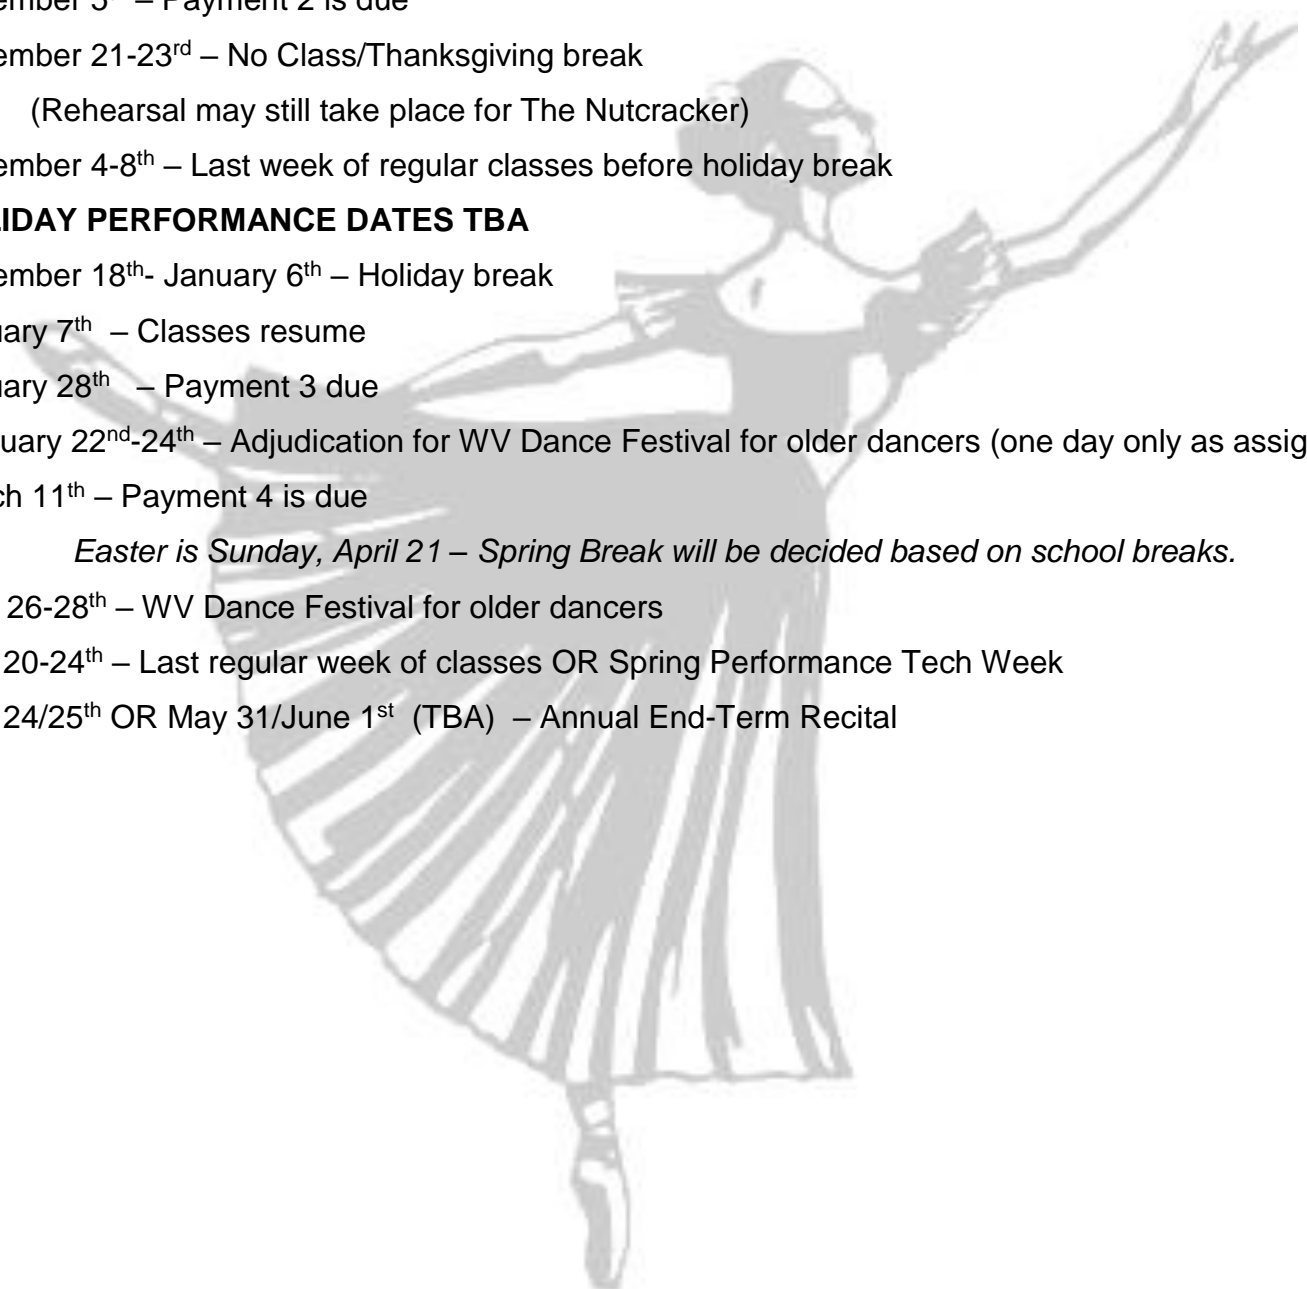 ember 5th – Payment 2 is due
ember 21-23rd – No Class/Thanksgiving break
(Rehearsal may still take place for The Nutcracker)
ember 4-8th – Last week of regular classes before holiday break
LIDAY PERFORMANCE DATES TBA
ember 18th- January 6th – Holiday break
uary 7th – Classes resume
uary 28th – Payment 3 due
uary 22nd-24th – Adjudication for WV Dance Festival for older dancers (one day only as assig
ch 11th – Payment 4 is due
Easter is Sunday, April 21 – Spring Break will be decided based on school breaks.
26-28th – WV Dance Festival for older dancers
20-24th – Last regular week of classes OR Spring Performance Tech Week
24/25th OR May 31/June 1st (TBA) – Annual End-Term Recital